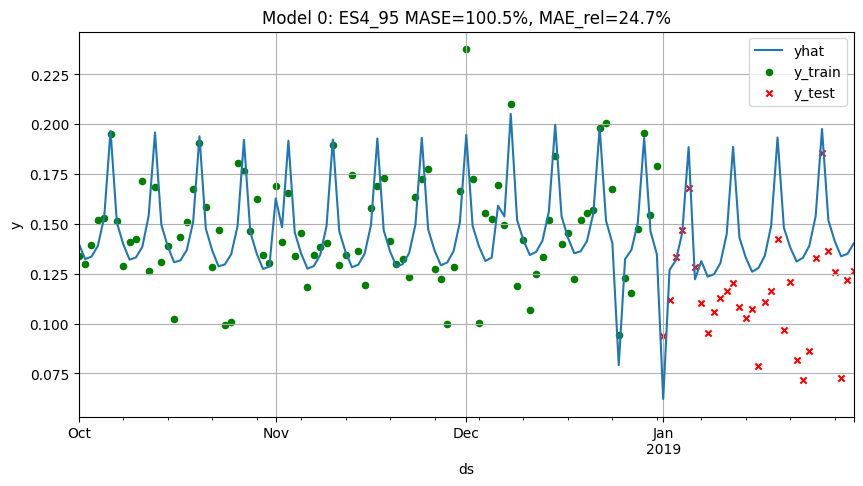 Model 0: ES4_95 MASE=100.5%, MAE_rel=24.7%
yhat
y_train
y_test
0.225
0.200
0.175
0.150
0.125
0.100
0.075
y
Oct
Nov
Dec
Jan
2019
ds